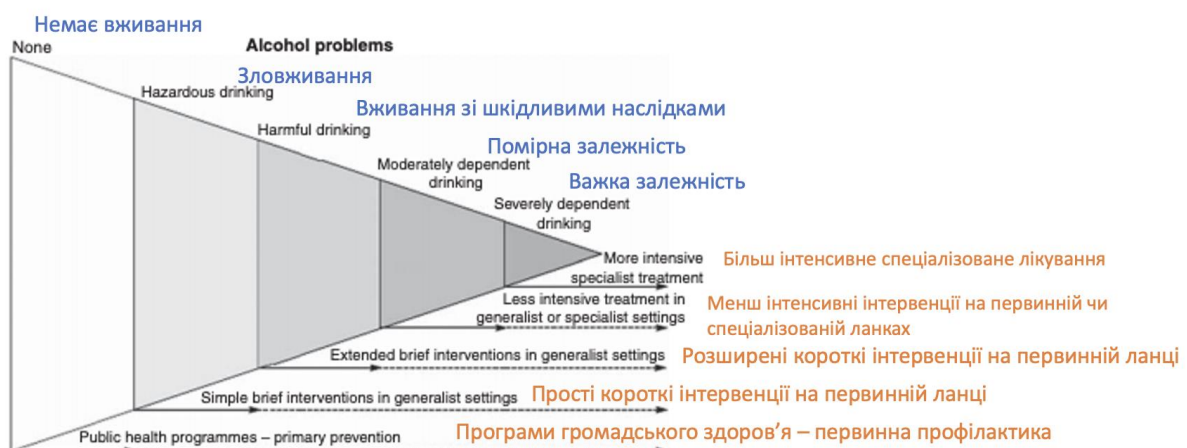 Немає вживання
None
Alcohol problems
Зловживання
Hazardous drinking
Вживання зі шкідливими наслідками
Harmful drinking
Помірна залежність
Moderately dependent
drinking
Важка залежність
Severely dependent
drinking
More intensive
specialist treatment
Більш інтенсивне спеціалізоване лікування
Less intensive treatment in
generalist or specialist settings
Менш інтенсивні інтервенції на первинній чи
спеціалізованій ланках
Extended brief interventions in generalist settings
Розширені короткі інтервенції на первинній ланці
Simple brief interventions in generalist settings
Прості короткі інтервенції на первинній ланці
Public health programmes – primary prevention
Програми громадського здоров’я – первинна профілактика